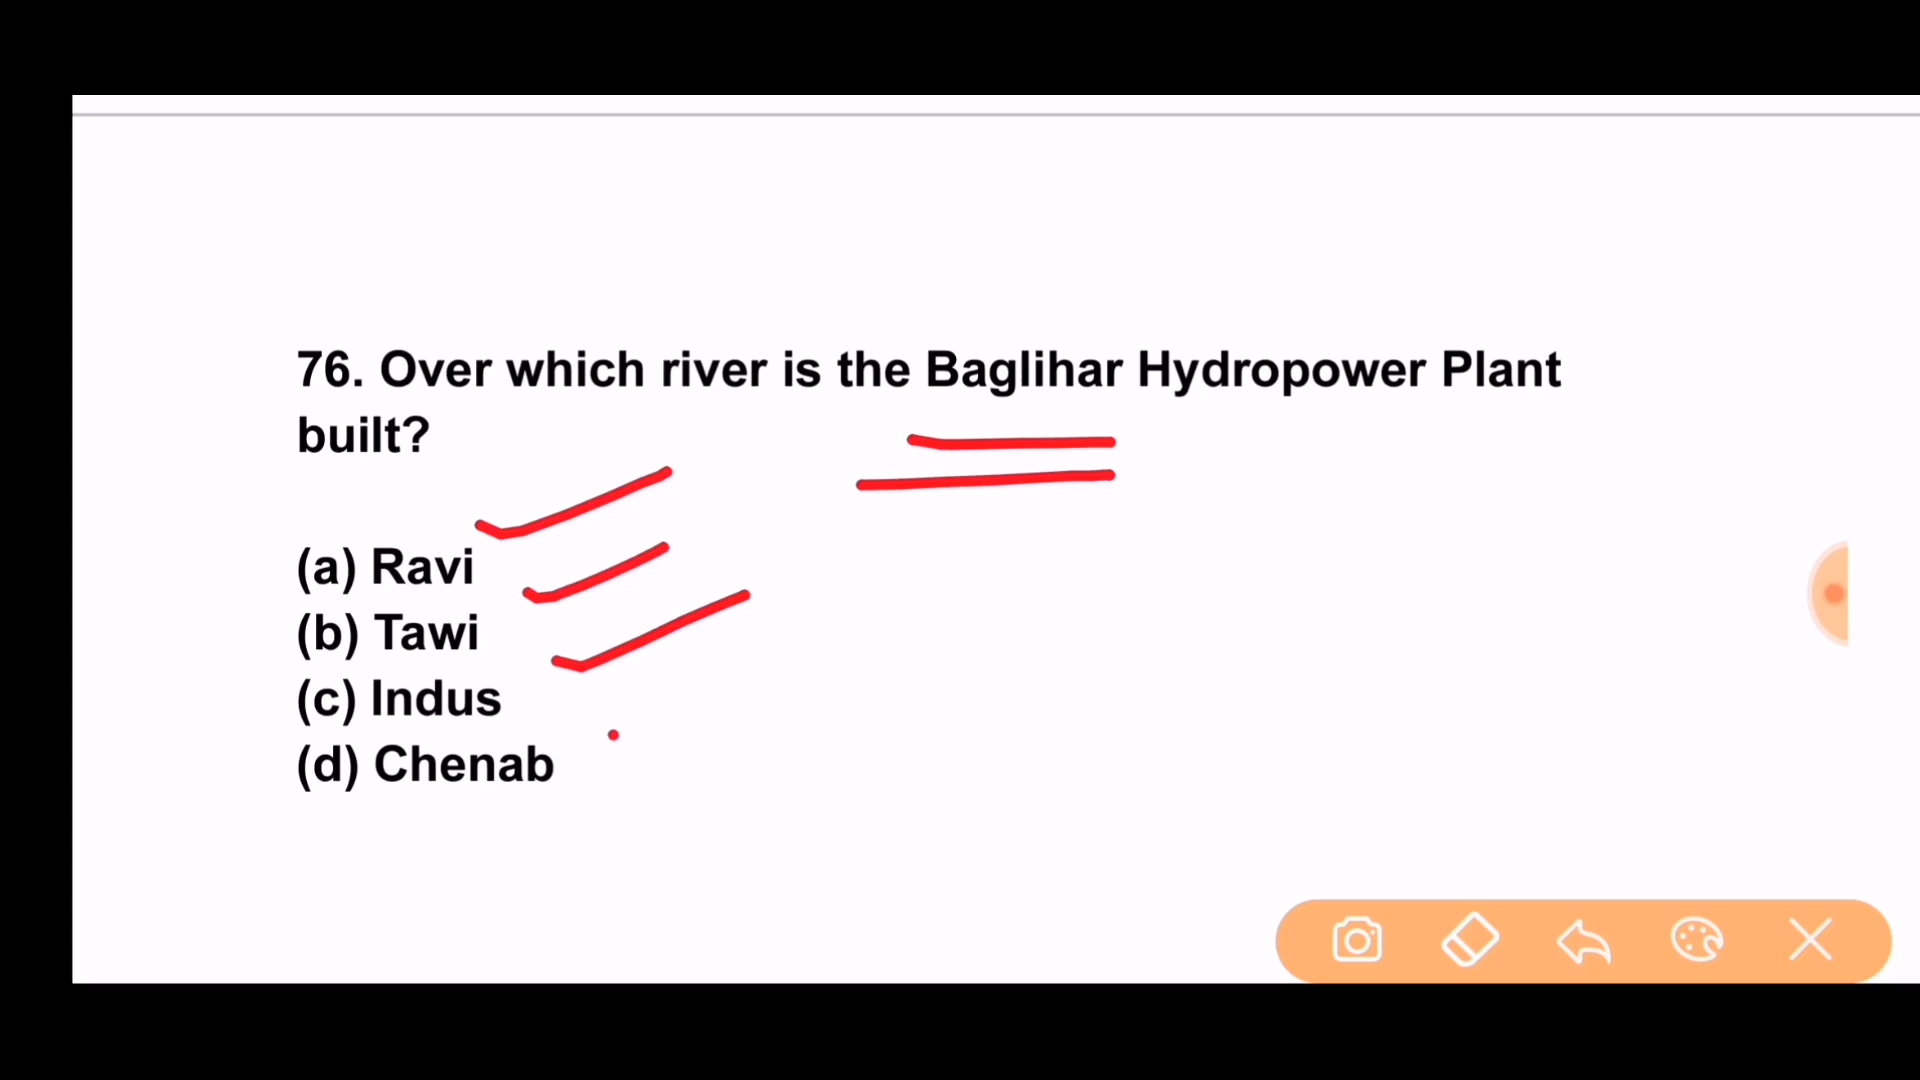 76. Over which river is the Baglihar Hydropower Plant
built?
(a) Ravi
(b) Tawi
(c) Indus
(d) Chenab